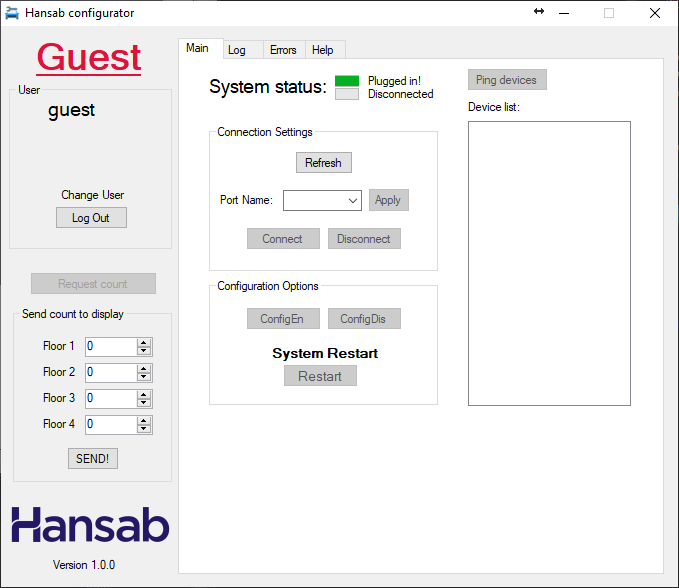 Hansab configurator
Guest
User
guest
Change User
Log Out
Request count
Send count to display
Floor 1 0
Floor 2 0
Floor 3 0
Floor 4 0
SEND!
Hansab
Version 1.0.0
Main Log Errors Help
System status:
Plugged in!
Disconnected
Connection Settings
Refresh
Port Name: Apply
Connect Disconnect
Configuration Options
ConfigEn ConfigDis
System Restart
Restart
Ping devices
Device list: